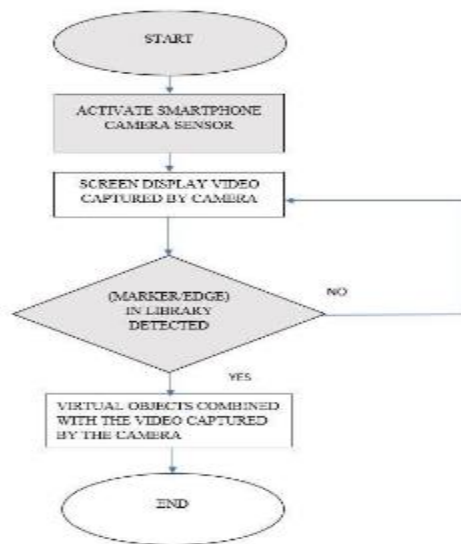 START
ACTIVATE SMARTPHONE
CAMERA SENSOR
SCREEN DISPLAY VIDEO
CAPTURED BY CAMERA
(MARKER/EDGE)
IN LIBRARY
DETECTED
NO
YES
VIRTUAL OBJECTS COMBINED
WITH THE VIDEO CAPTURED
BY THE CAMERA
END